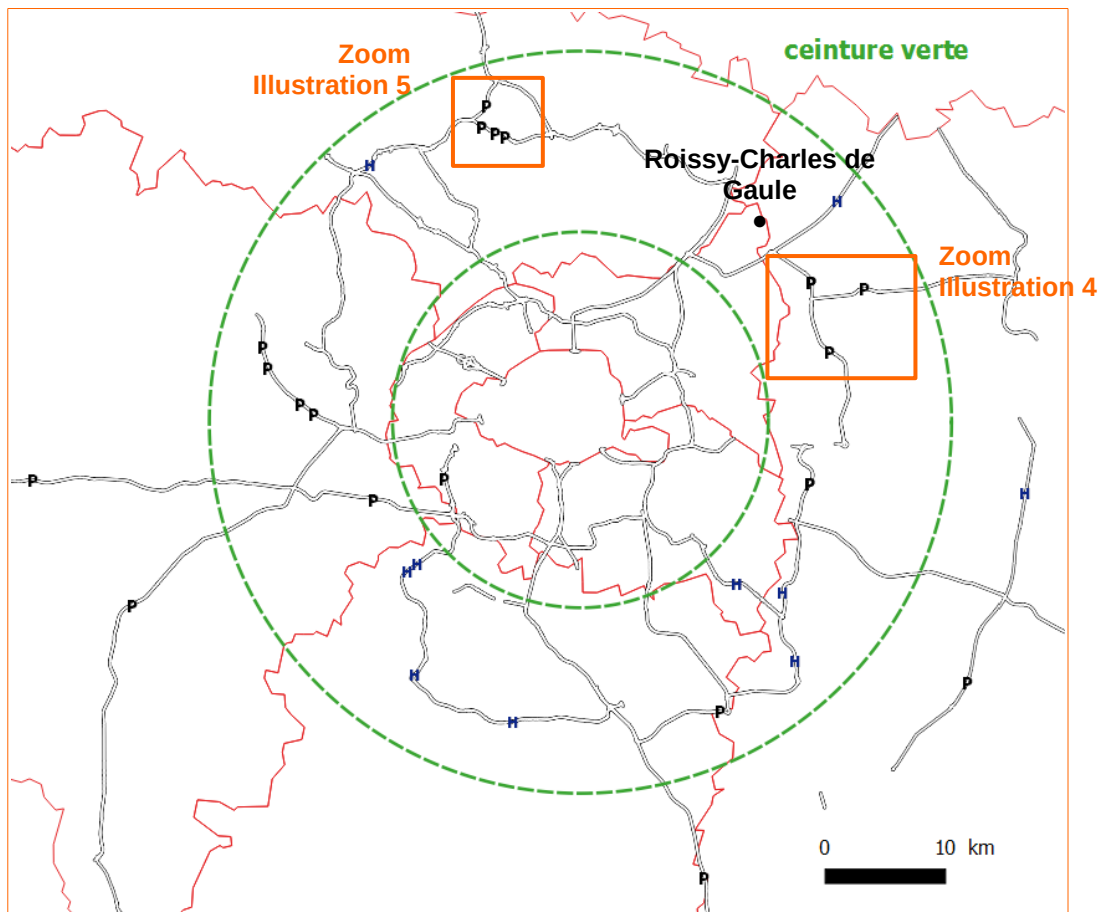 Zoom
Illustration 5
ceinture verte
P
P
P
P
H
Roissy-Charles de
Gaule
H
Zoom
Illustration 4
P
P
P
P
P
P
P
P
P
P
P
H
P
H
H
H
H
P
H
H
P
P
H
P
0 10 km